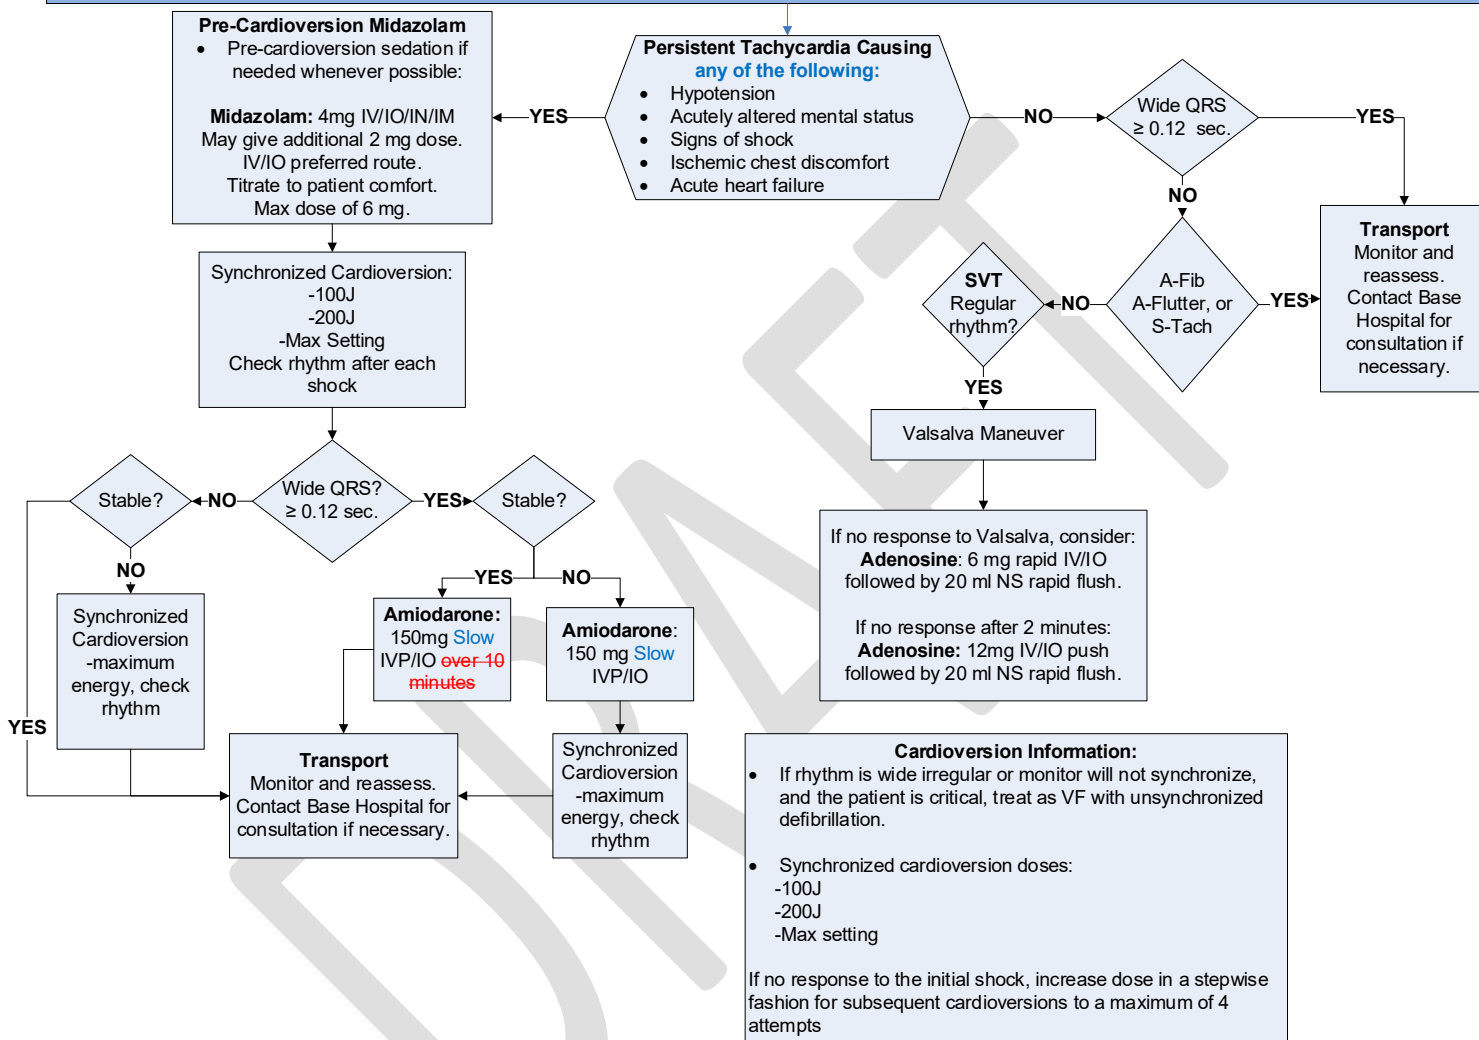 Pre-Cardioversion Midazolam
• Pre-cardioversion sedation if
needed whenever possible:
Midazolam: 4mg IV/IO/IN/IM
May give additional 2 mg dose.
IV/IO preferred route.
Titrate to patient comfort.
Max dose of 6 mg.
YES
Persistent Tachycardia Causing
any of the following:
• Hypotension
• Acutely altered mental status
• Signs of shock
• Ischemic chest discomfort
• Acute heart failure
NO
Wide QRS
≥ 0.12 sec.
YES
NO
Transport
Monitor and
reassess.
Contact Base
Hospital for
consultation if
necessary.
A-Fib
A-Flutter, or
S-Tach
YES
NO
SVT
Regular
rhythm?
YES
Valsalva Maneuver
If no response to Valsalva, consider:
Adenosine: 6 mg rapid IV/IO
followed by 20 ml NS rapid flush.
If no response after 2 minutes:
Adenosine: 12mg IV/IO push
followed by 20 ml NS rapid flush.
Synchronized Cardioversion:
-100J
-200J
-Max Setting
Check rhythm after each
shock
Stable?
NO
Wide QRS?
≥ 0.12 sec.
YES
Stable?
NO
YES
NO
Synchronized
Cardioversion
-maximum
energy, check
rhythm
YES
Amiodarone:
150mg Slow
IVP/IO over 10
minutes
Amiodarone:
150 mg Slow
IVP/IO
Transport
Monitor and reassess.
Contact Base Hospital for
consultation if necessary.
Synchronized
Cardioversion
-maximum
energy, check
rhythm
Cardioversion Information:
• If rhythm is wide irregular or monitor will not synchronize,
and the patient is critical, treat as VF with unsynchronized
defibrillation.
• Synchronized cardioversion doses:
-100J
-200J
-Max setting
If no response to the initial shock, increase dose in a stepwise
fashion for subsequent cardioversions to a maximum of 4
attempts
DRAFT